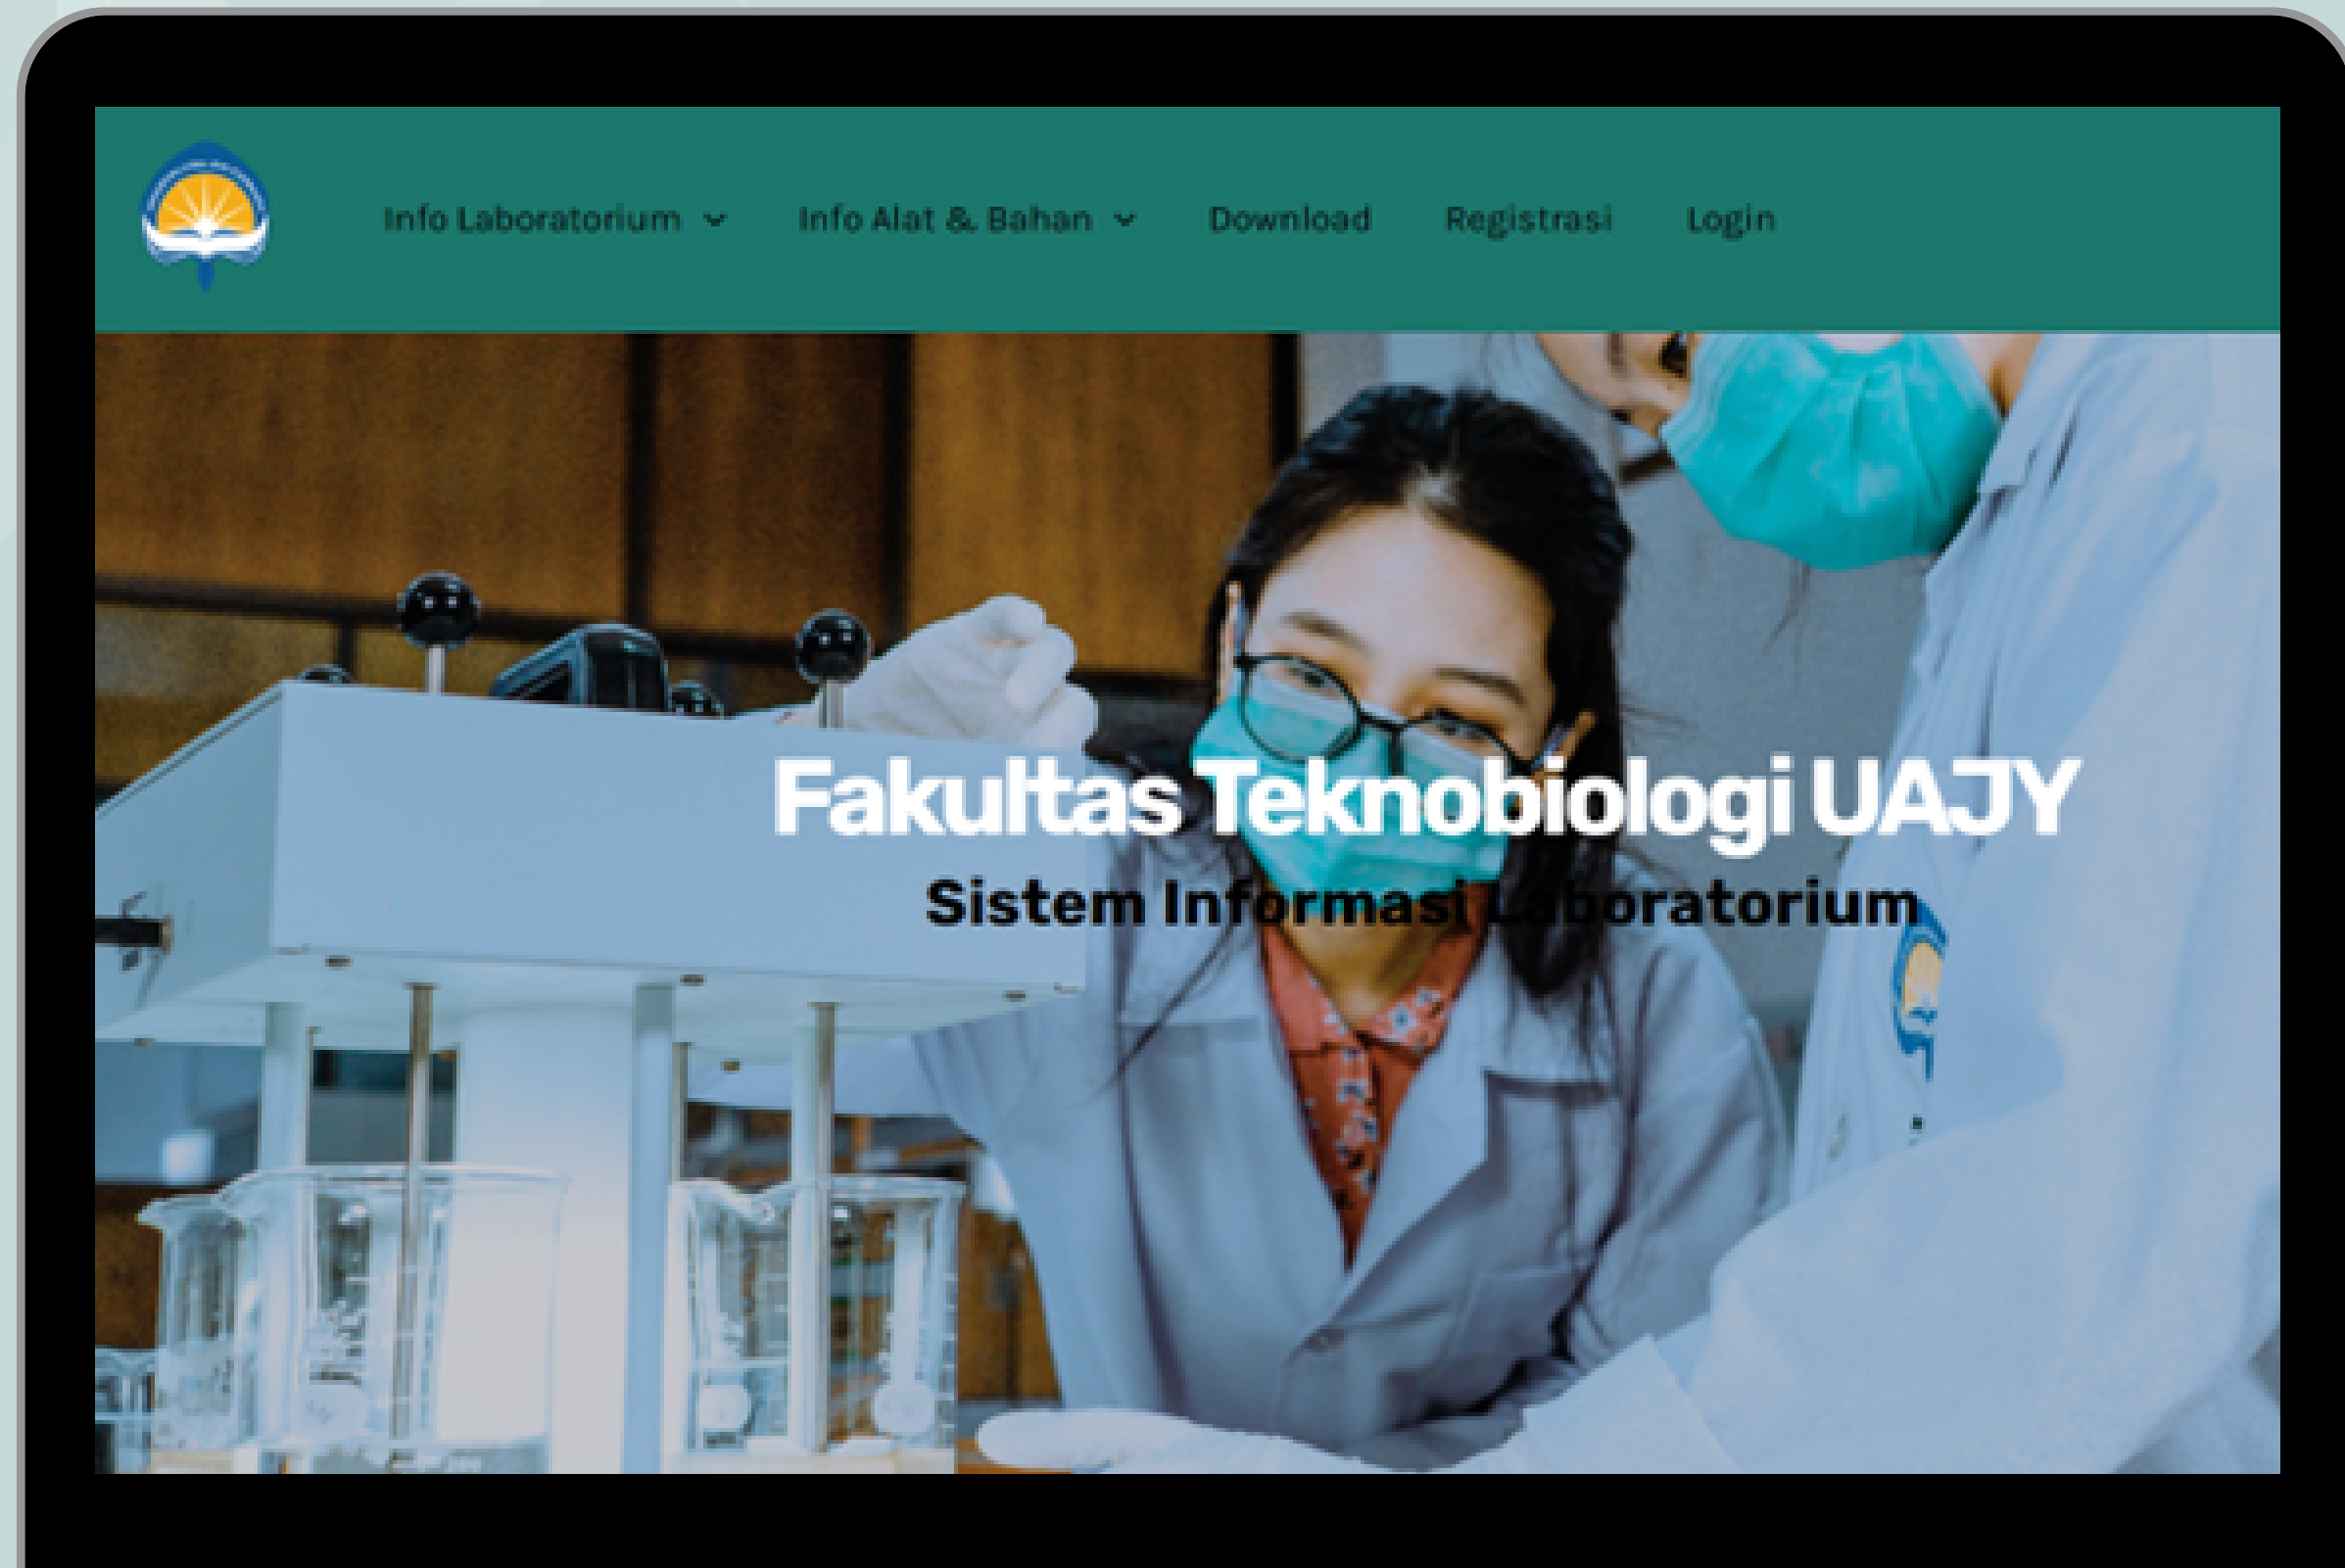 Info Laboratorium Info Alat & Bahan Download Registrasi Login
Fakultas Teknobiologi UAJY
Sistem Informasi Laboratorium